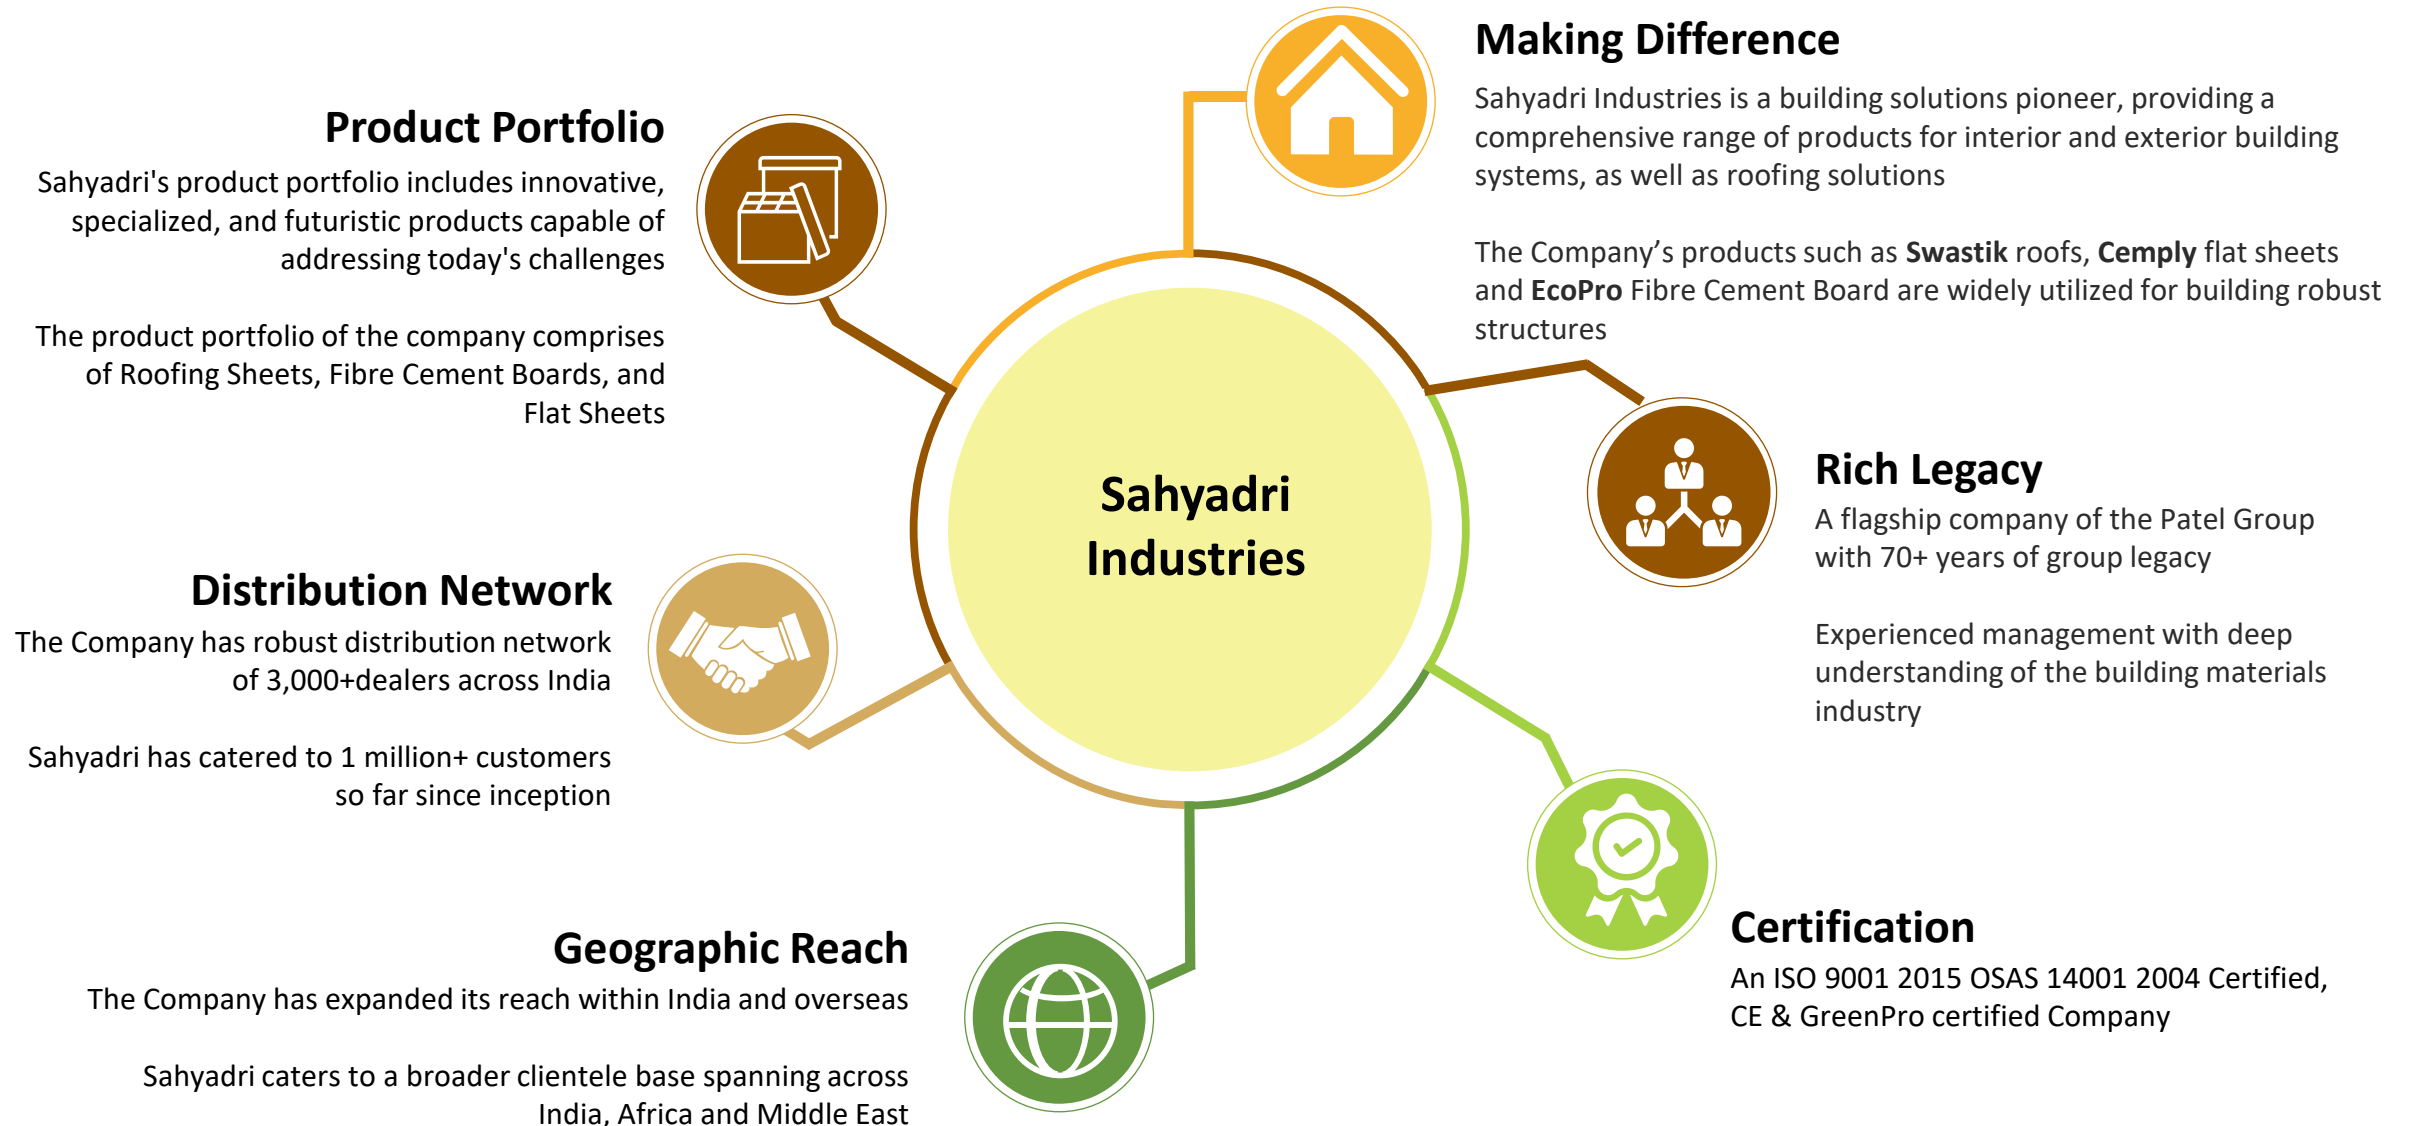 Making Difference
Sahyadri Industries is a building solutions pioneer, providing a
comprehensive range of products for interior and exterior building
systems, as well as roofing solutions
The Company’s products such as Swastik roofs, Cemply flat sheets
and EcoPro Fibre Cement Board are widely utilized for building robust
structures
Product Portfolio
Sahyadri's product portfolio includes innovative,
specialized, and futuristic products capable of
addressing today's challenges
The product portfolio of the company comprises
of Roofing Sheets, Fibre Cement Boards, and
Flat Sheets
Sahyadri
Industries
Rich Legacy
A flagship company of the Patel Group
with 70+ years of group legacy
Experienced management with deep
understanding of the building materials
industry
Distribution Network
The Company has robust distribution network
of 3,000+dealers across India
Sahyadri has catered to 1 million+ customers
so far since inception
Certification
An ISO 9001 2015 OSAS 14001 2004 Certified,
CE & GreenPro certified Company
Geographic Reach
The Company has expanded its reach within India and overseas
Sahyadri caters to a broader clientele base spanning across
India, Africa and Middle East